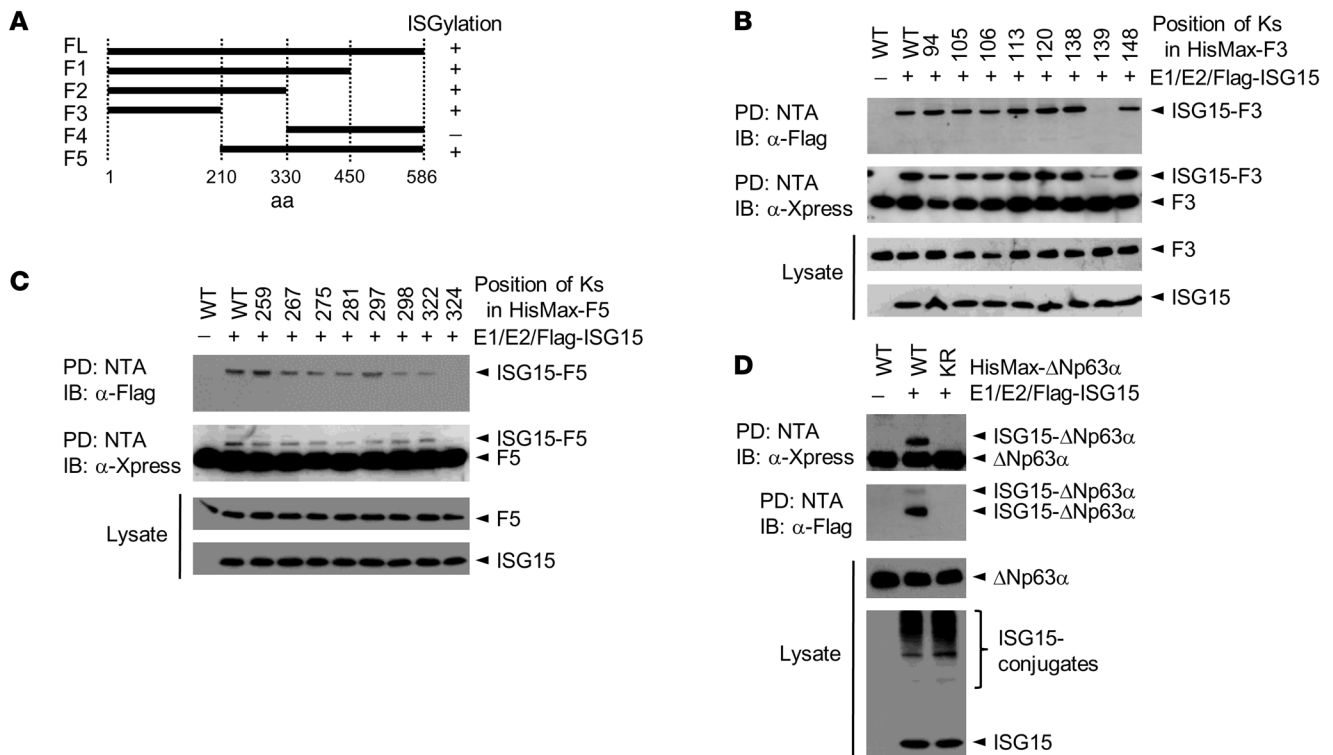 A
ISGylation
FL +
F1 +
F2 +
F3 +
F4 –
F5 +
1 210 330 450 586
aa
B
WT WT 94 105 106 113 120 138 139 148 Position of Ks
in HisMax-F3
– + + + + + + + + + E1/E2/Flag-ISG15
PD: NTA
IB: α-Flag
ISG15-F3
PD: NTA
IB: α-Xpress
ISG15-F3
F3
Lysate
F3
ISG15
C
WT WT 259 267 275 281 297 298 322 324 Position of Ks
in HisMax-F5
– + + + + + + + + + E1/E2/Flag-ISG15
PD: NTA
IB: α-Flag
ISG15-F5
PD: NTA
IB: α-Xpress
ISG15-F5
F5
Lysate
F5
ISG15
D
WT WT KR HisMax-ΔNp63α
– + + E1/E2/Flag-ISG15
PD: NTA
IB: α-Xpress
ISG15-ΔNp63α
ΔNp63α
PD: NTA
IB: α-Flag
ISG15-ΔNp63α
ISG15-ΔNp63α
Lysate
ΔNp63α
ISG15-
conjugates
ISG15